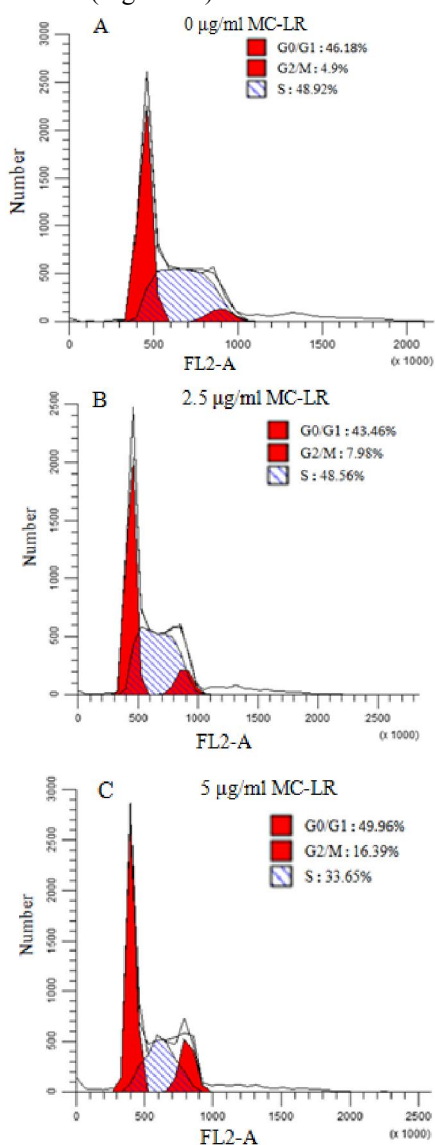 A
0 µg/ml MC-LR
G0/G1 : 46.18%
G2/M : 4.9%
S : 48.92%
Number
3000
2500
2000
1500
1000
500
0
0 500 1000 1500 2000
(x 1000)
FL2-A
B
2.5 µg/ml MC-LR
G0/G1 : 43.46%
G2/M : 7.98%
S : 48.56%
Number
2500
2000
1500
1000
500
0
0 500 1000 1500 2000 2500
(x 1000)
FL2-A
C
5 µg/ml MC-LR
G0/G1 : 49.96%
G2/M : 16.39%
S : 33.65%
Number
3000
2500
2000
1500
1000
500
0
0 500 1000 1500 2000 2500
(x 1000)
FL2-A